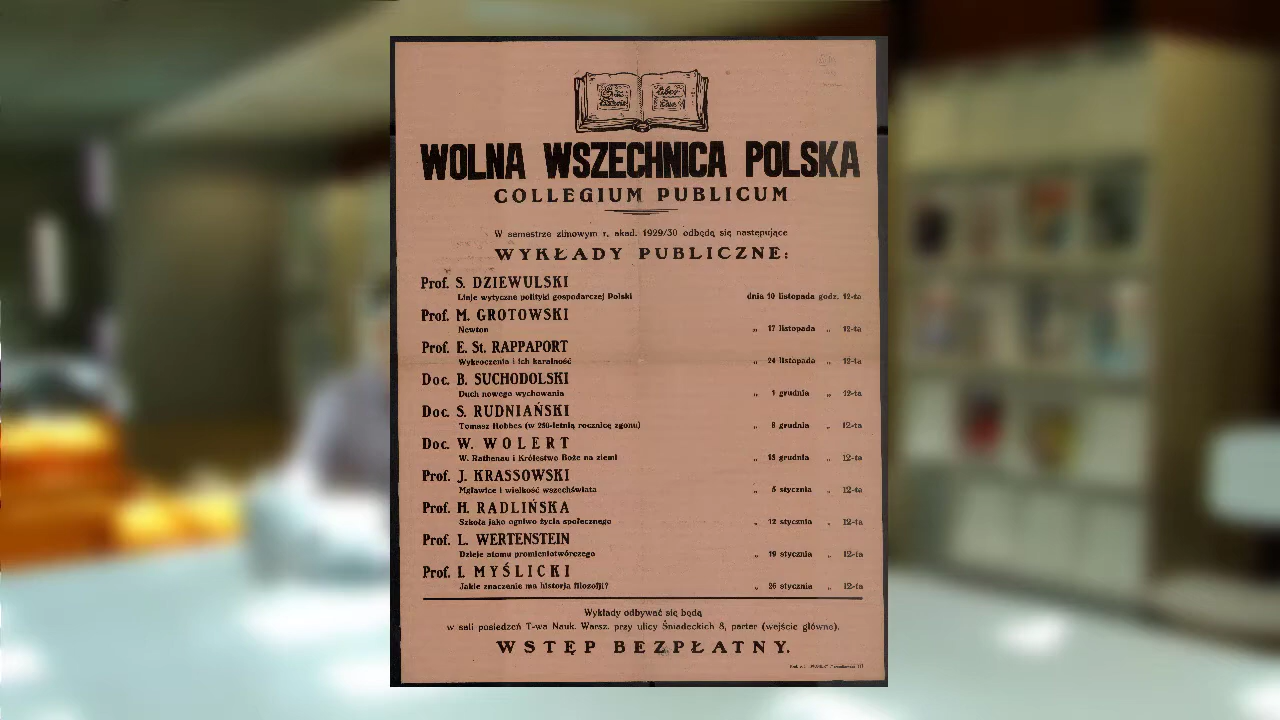 WOLNA WSZECHNICA POLSKA
COLLEGIUM PUBLICUM
W semestrze zimowym r. akad. 1929/30 odbędą się następujące
WYKŁADY PUBLICZNE:
Prof. S. DZIEWULSKI
Linje wytyczne polityki gospodarczej Polski dnia 10 listopada godz. 12-ta
Prof. M. GROTOWSKI
Newton „ 17 listopada „ 12-ta
Prof. E. St. RAPPAPORT
Wykroczenia i ich karalność „ 24 listopada „ 12-ta
Doc. B. SUCHODOLSKI
Duch nowego wychowania „ 1 grudnia „ 12-ta
Doc. S. RUDNIAŃSKI
Tomasz Hobbes (w 250-letnią rocznicę zgonu) „ 8 grudnia „ 12-ta
Doc. W. WOLERT
W. Rathenau i Królestwo Boże na ziemi „ 15 grudnia „ 12-ta
Prof. J. KRASSOWSKI
Mgławice i wielkość wszechświata „ 5 stycznia „ 12-ta
Prof. H. RADLIŃSKA
Szkoła jako ogniwo życia społecznego „ 12 stycznia „ 12-ta
Prof. L. WERTENSTEIN
Dzieje atomu promieniotwórczego „ 19 stycznia „ 12-ta
Prof. I. MYŚLICKI
Jakie znaczenie ma historja filozofji? „ 26 stycznia „ 12-ta
Wykłady odbywać się będą
w sali posiedzeń T-wa Nauk. Warsz. przy ulicy Śniadeckich 8, parter (wejście główne).
WSTĘP BEZPŁATNY.